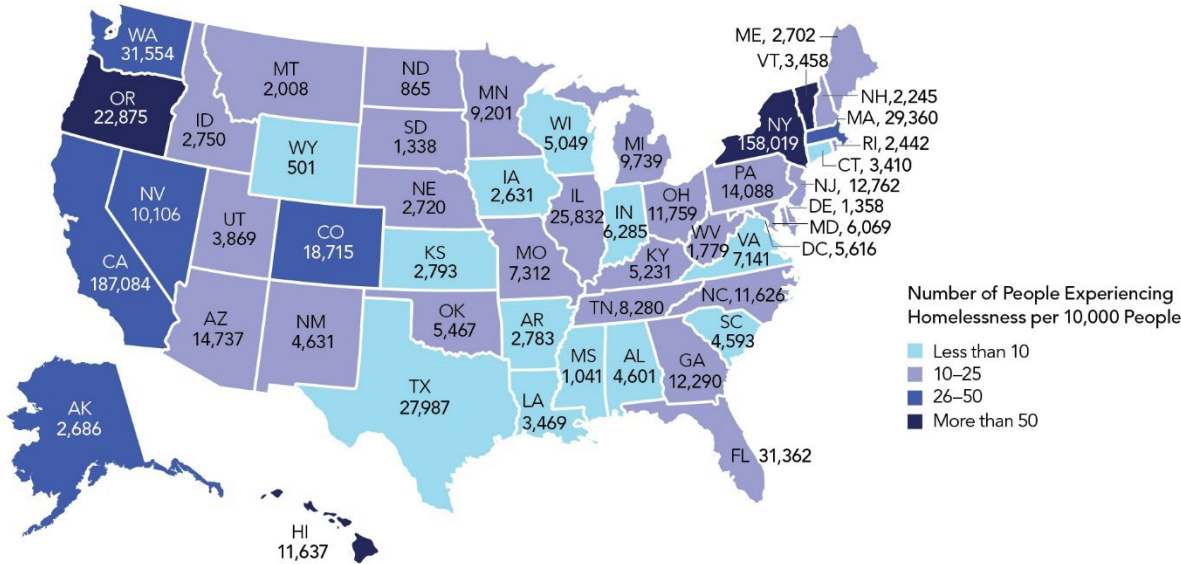 WA
31,554
OR
22,875
CA
187,084
NV
10,106
ID
2,750
MT
2,008
WY
501
UT
3,869
AZ
14,737
CO
18,715
NM
4,631
ND
865
SD
1,338
NE
2,720
KS
2,793
OK
5,467
TX
27,987
MN
9,201
IA
2,631
MO
7,312
AR
2,783
LA
3,469
WI
5,049
IL
25,832
MI
9,739
IN
6,285
OH
11,759
KY
5,231
TN, 8,280
MS
1,041
AL
4,601
GA
12,290
FL 31,362
SC
4,593
NC, 11,626
VA
7,141
WV
1,779
PA
14,088
NY
158,019
ME, 2,702
VT, 3,458
NH, 2,245
MA, 29,360
RI, 2,442
CT, 3,410
NJ, 12,762
DE, 1,358
MD, 6,069
DC, 5,616
AK
2,686
HI
11,637
Number of People Experiencing
Homelessness per 10,000 People
Less than 10
10–25
26–50
More than 50